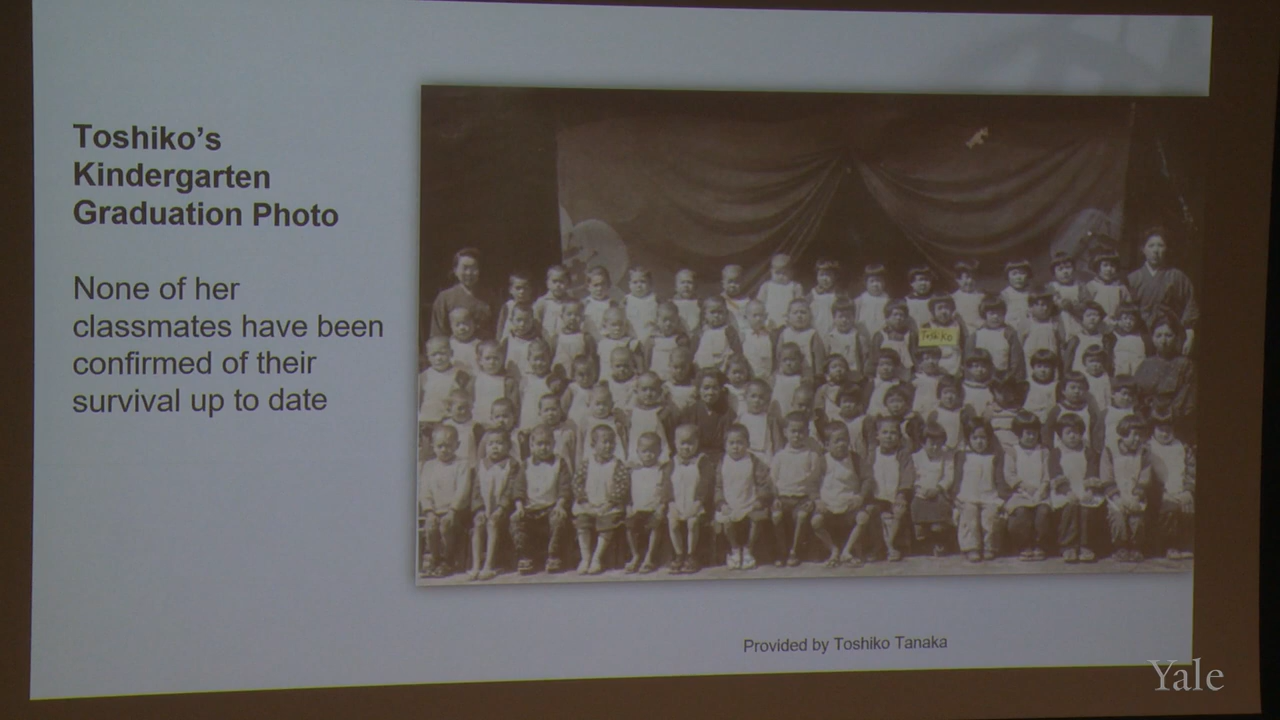 Toshiko’s
Kindergarten
Graduation Photo
None of her
classmates have been
confirmed of their
survival up to date
Toshiko
Provided by Toshiko Tanaka
Yale